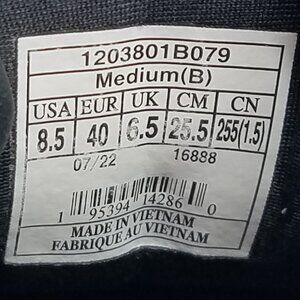 1203801B079
Medium(B)
USA EUR UK CM CN
8.5 40 6.5 25.5 255(1.5)
07/22 16888
1 95394 14286 0
MADE IN VIETNAM
FABRIQUE AU VIETNAM